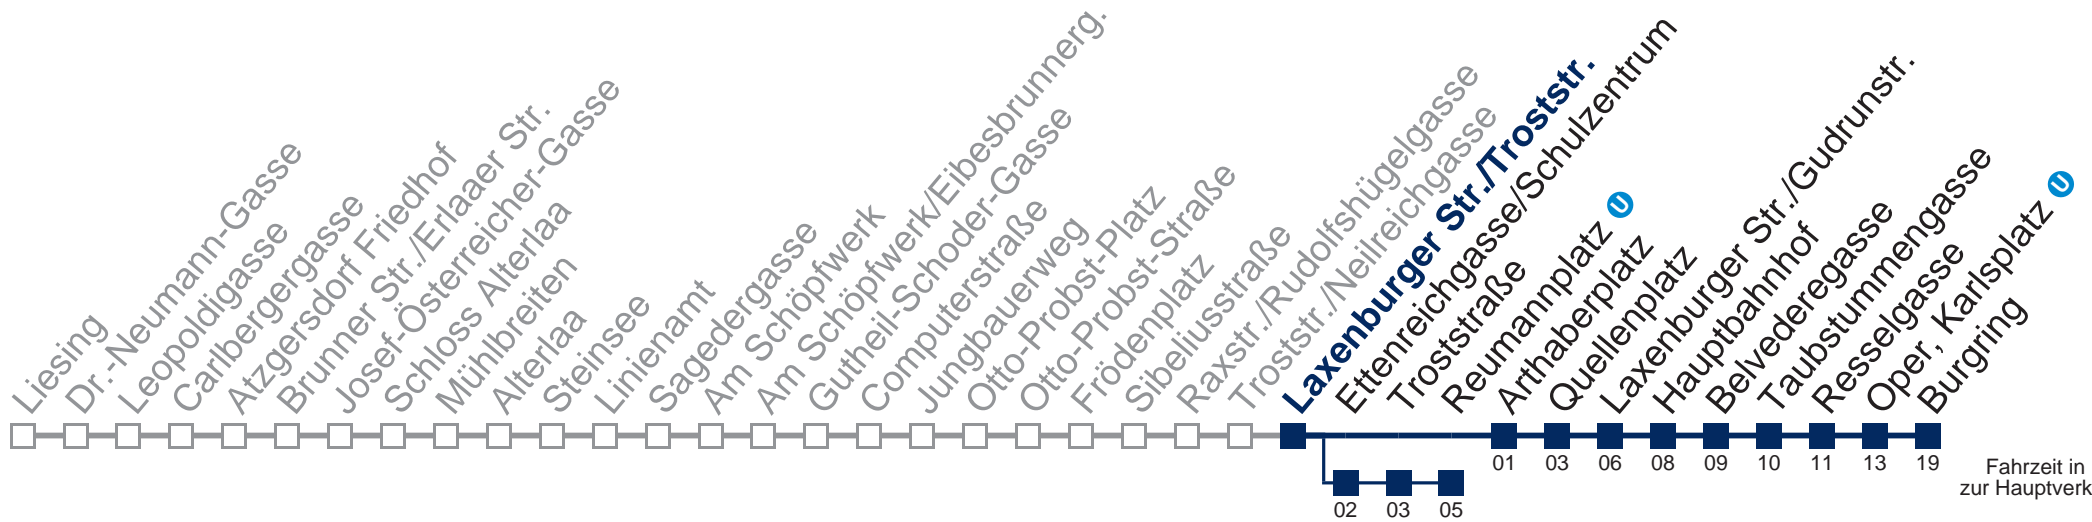 Liesing
Dr.-Neumann-Gasse
Leopoldigasse
Carlbergergasse
Atzgersdorf Friedhof
Brunner Str./Erlaaer Str.
Josef-Österreicher-Gasse
Schloss Alterlaa
Mühlbreiten
Alterlaa
Steinsee
Linienamt
Sagedergasse
Am Schöpfwerk
Am Schöpfwerk/Eibesbrunnerg.
Gutheil-Schoder-Gasse
Computerstraße
Jungbauerweg
Otto-Probst-Platz
Otto-Probst-Straße
Frödenplatz
Sibeliusstraße
Raxstr./Rudolfshügelgasse
Troststr./Neilreichgasse
Laxenburger Str./Troststr.
Ettenreichgasse/Schulzentrum
Troststraße
Reumannplatz U
Arthaberplatz
Quellenplatz
Laxenburger Str./Gudrunstr.
Hauptbahnhof
Belvederegasse
Taubstummengasse
Resselgasse
Oper, Karlsplatz U
Burgring
01 03 06 08 09 10 11 13 19
02 03 05
Fahrzeit in
zur Hauptverk